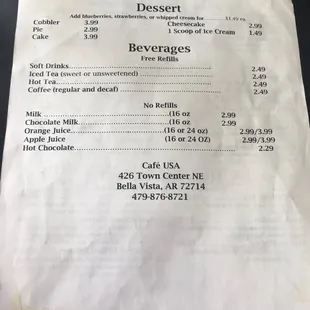 Dessert
Add blueberries, strawberries, or whipped cream for .......... $1.49 ea.
Cobbler 3.99 Cheesecake 2.99
Pie 2.99 1 Scoop of Ice Cream 1.49
Cake 3.99
Beverages
Free Refills
Soft Drinks 2.49
Iced Tea (sweet or unsweetened) 2.49
Hot Tea 2.49
Coffee (regular and decaf) 2.49
No Refills
Milk (16 oz 2.99
Chocolate Milk (16 oz 2.99
Orange Juice (16 or 24 oz) 2.99/3.99
Apple Juice (16 or 24 OZ) 2.99/3.99
Hot Chocolate 2.29
Café USA
426 Town Center NE
Bella Vista, AR 72714
479-876-8721